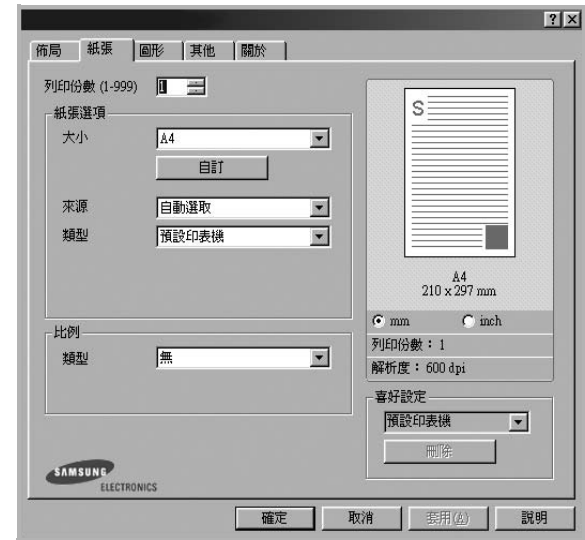 ? X
佈局 紙張 圖形 其他 關於
列印份數 (1-999) 1
紙張選項
大小 A4
自訂
來源 自動選取
類型 預設印表機
比例
類型 無
SAMSUNG
ELECTRONICS
S
A4
210 x 297 mm
mm inch
列印份數：1
解析度：600 dpi
喜好設定
預設印表機
刪除
確定 取消 套用(A) 說明